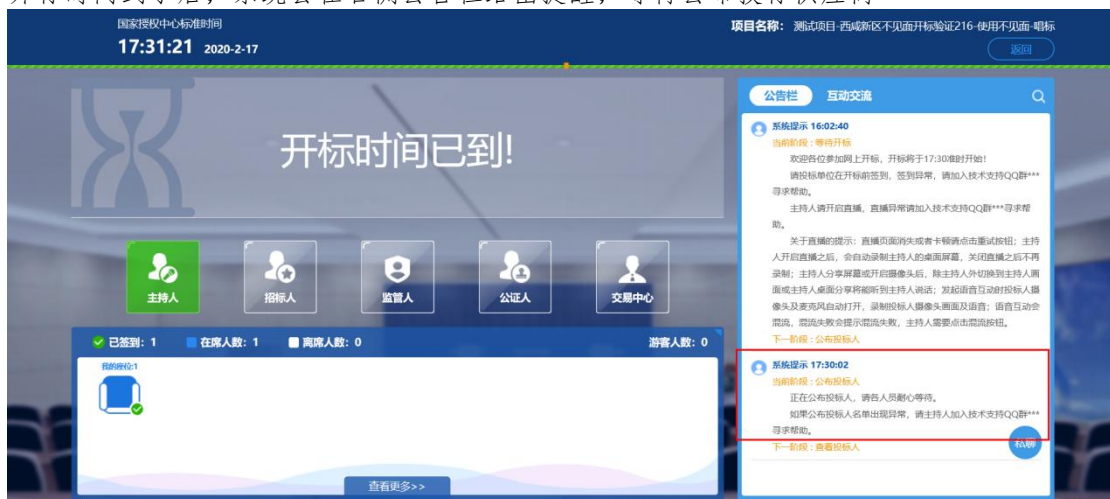 国家授权中心标准时间
17:31:21 2020-2-17
项目名称： 测试项目-西咸新区不见面开标验证216-使用不见面-唱标
返回
开标时间已到!
主持人
招标人
监管人
公证人
交易中心
已签到：1 在席人数：1 离席人数：0 游客人数：0
我的座位:1
查看更多>>
公告栏 互动交流
系统提示 16:02:40
当前阶段：等待开标
欢迎各位参加网上开标，开标将于17:30准时开始!
请投标单位在开标前签到，签到异常，请加入技术支持QQ群***
寻求帮助。
主持人请开启直播，直播异常请加入技术支持QQ群***寻求帮
助。
关于直播的提示：直播页面消失或者卡顿请点击重试按钮；主持
人开启直播之后，会自动录制主持人的桌面屏幕，关闭直播之后不再
录制；主持人分享屏幕或开启摄像头后，除主持人外切换到主持人画
面或主持人桌面分享将能听到主持人说话；发起语音互动时投标人摄
像头及麦克风自动打开，录制投标人摄像头画面及语音；语音互动会
混流，混流失败会提示混流失败，主持人需要点击混流按钮。
下一阶段：公布投标人
系统提示 17:30:02
当前阶段：公布投标人
正在公布投标人，请各人员耐心等待。
如果公布投标人名单出现异常，请主持人加入技术支持QQ群***
寻求帮助。
下一阶段：查看投标人
私聊